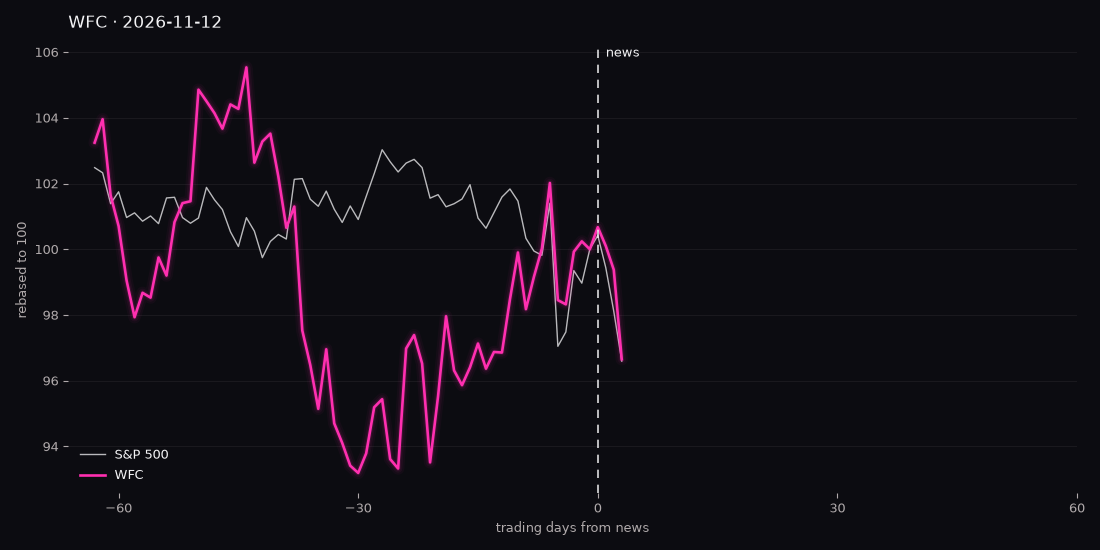 WFC · 2026-11-12
106
104
102
100
98
96
94
rebased to 100
news
S&P 500
WFC
−60
−30
0
30
60
trading days from news